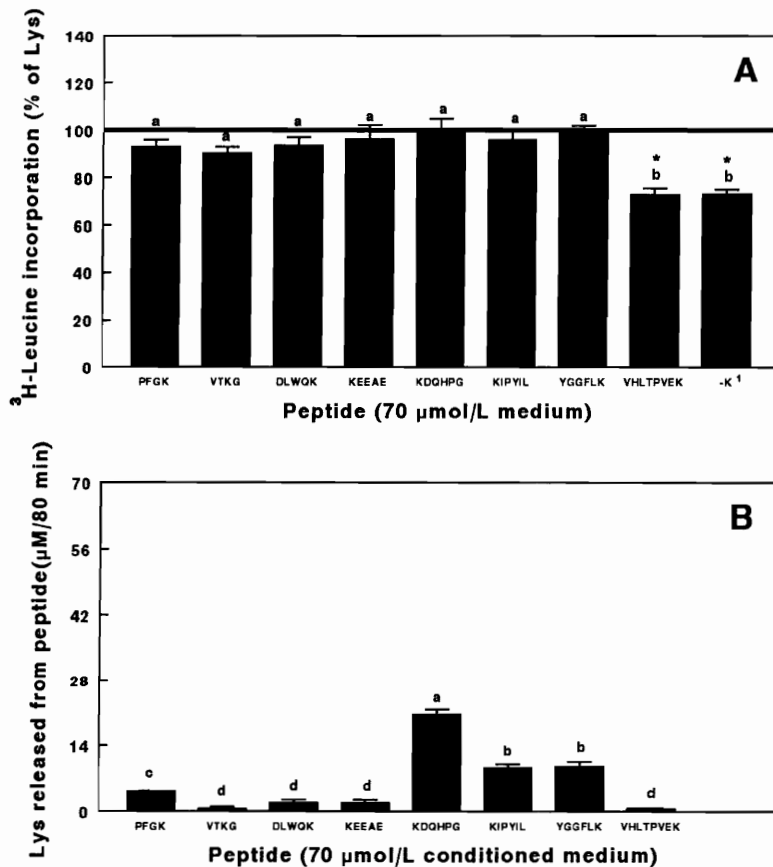 A
³H-Leucine incorporation (% of Lys)
140
120
100
80
60
40
20
0
a a a a a a a * *
b b
PFGK VTKG DLWQK KEEAE KDQHPG KIPYIL YGGFLK VHLTPVEK -K¹
Peptide (70 µmol/L medium)
B
Lys released from peptide(µM/80 min)
70
56
42
28
14
0
c d d d a b b d
PFGK VTKG DLWQK KEEAE KDQHPG KIPYIL YGGFLK VHLTPVEK
Peptide (70 µmol/L conditioned medium)